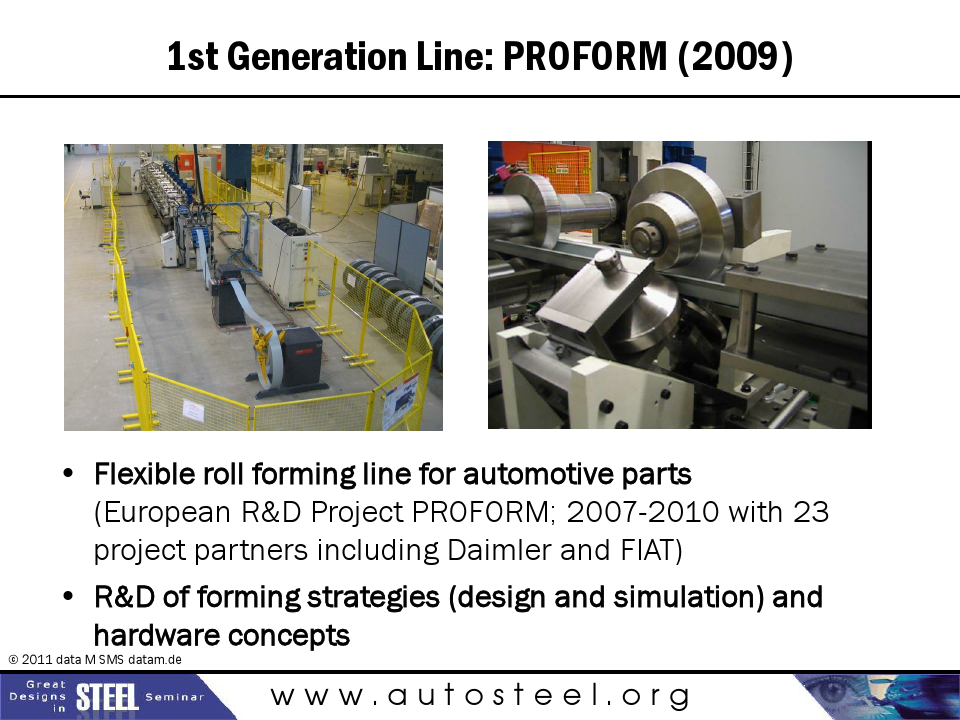 1st Generation Line: PROFORM (2009)
• Flexible roll forming line for automotive parts
(European R&D Project PROFORM; 2007-2010 with 23
project partners including Daimler and FIAT)
• R&D of forming strategies (design and simulation) and
hardware concepts
© 2011 data M SMS datam.de
Great
Designs
in
STEEL
Seminar
www.autosteel.org